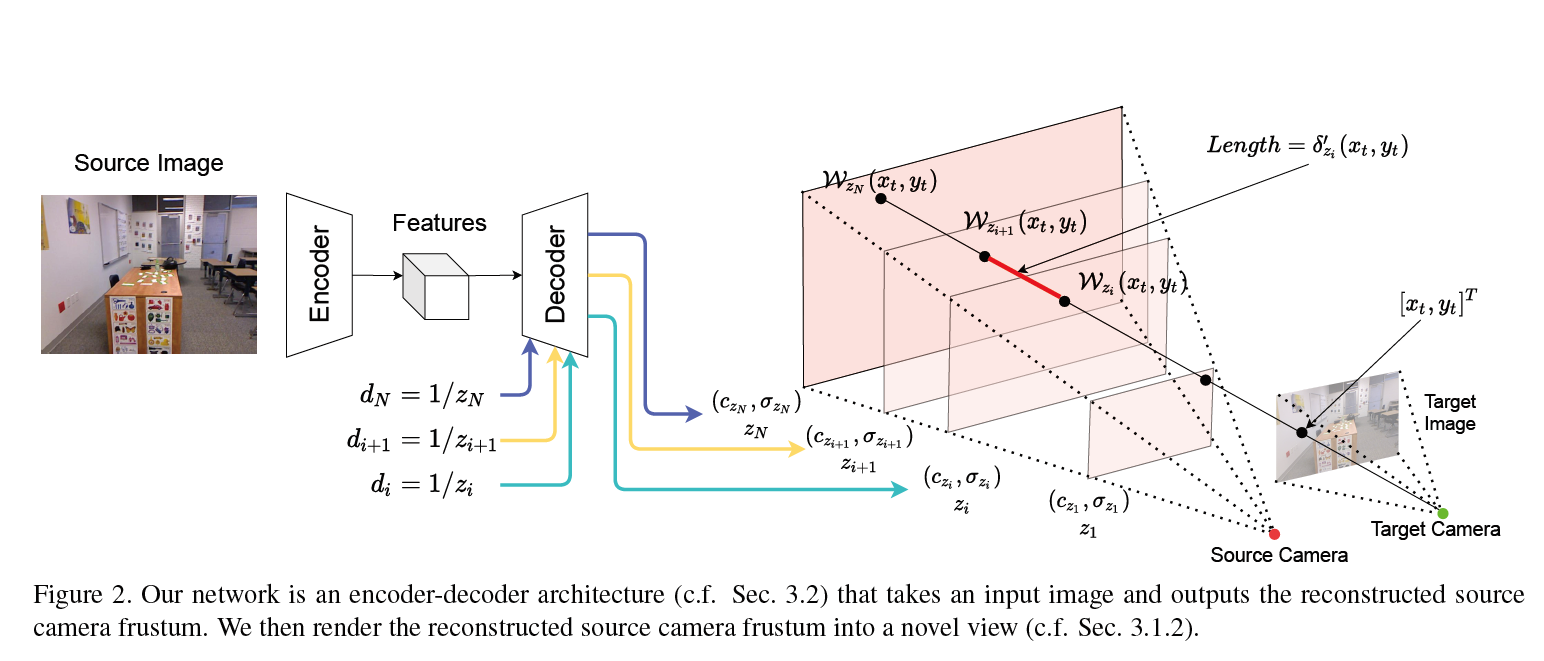 Source Image
Encoder
Features
Decoder
$d_N = 1/z_N$
$d_{i+1} = 1/z_{i+1}$
$d_i = 1/z_i$
$(c_{z_N}, \sigma_{z_N})$
$z_N$
$(c_{z_{i+1}}, \sigma_{z_{i+1}})$
$z_{i+1}$
$(c_{z_i}, \sigma_{z_i})$
$z_i$
$(c_{z_1}, \sigma_{z_1})$
$z_1$
$\mathcal{W}_{z_N}(x_t, y_t)$
$\mathcal{W}_{z_{i+1}}(x_t, y_t)$
$\mathcal{W}_{z_i}(x_t, y_t)$
$Length = \delta'_{z_i}(x_t, y_t)$
$[x_t, y_t]^T$
Target
Image
Target Camera
Source Camera
Figure 2. Our network is an encoder-decoder architecture (c.f. Sec. 3.2) that takes an input image and outputs the reconstructed source
camera frustum. We then render the reconstructed source camera frustum into a novel view (c.f. Sec. 3.1.2).